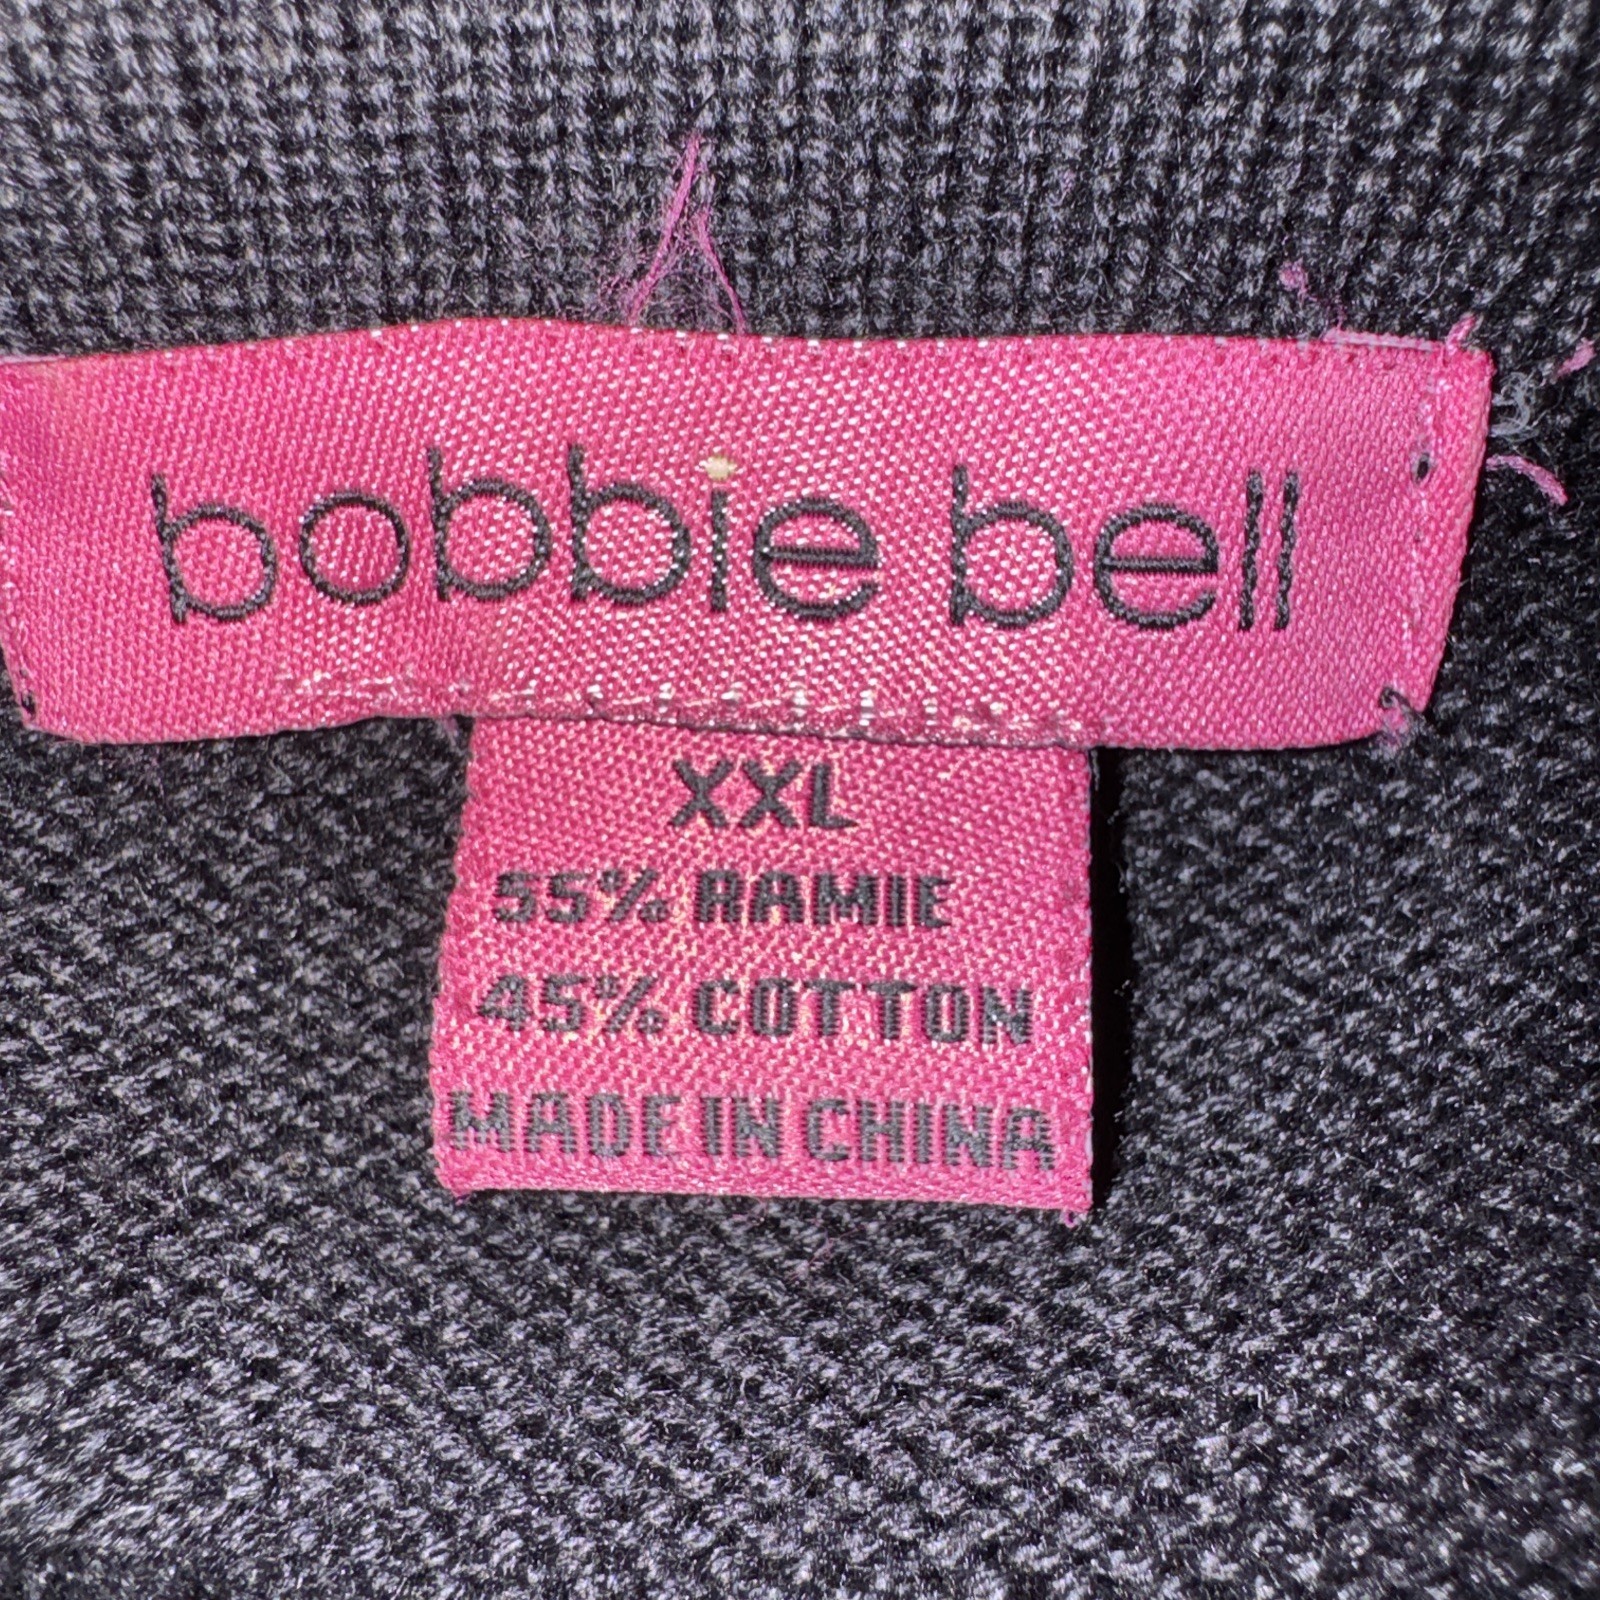 bobbie bell
XXL
55% RAMIE
45% COTTON
MADE IN CHINA